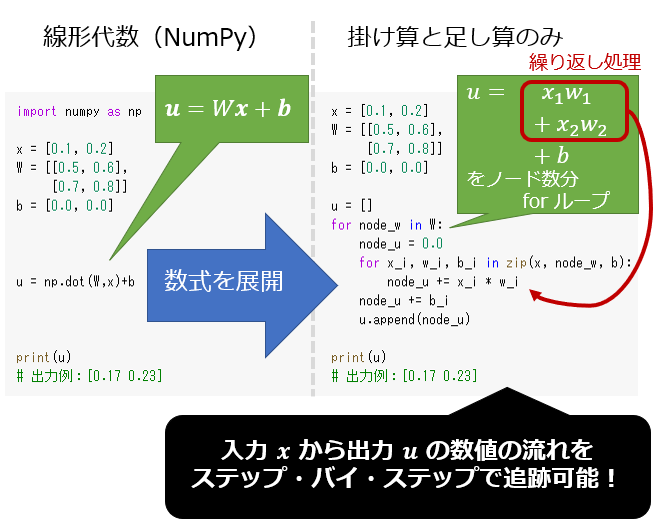 線形代数（NumPy）
import numpy as np
x = [0.1, 0.2]
W = [[0.5, 0.6],
[0.7, 0.8]]
b = [0.0, 0.0]
u = np.dot(W,x)+b
print(u)
# 出力例：[0.17 0.23]
u = Wx + b
数式を展開
掛け算と足し算のみ
繰り返し処理
x = [0.1, 0.2]
W = [[0.5, 0.6],
[0.7, 0.8]]
b = [0.0, 0.0]
u = []
for node_w in W:
node_u = 0.0
for x_i, w_i, b_i in zip(x, node_w, b):
node_u += x_i * w_i
node_u += b_i
u.append(node_u)
print(u)
# 出力例：[0.17 0.23]
u = x₁w₁
+ x₂w₂
+ b
をノード数分
for ループ
入力 x から出力 u の数値の流れを
ステップ・バイ・ステップで追跡可能！